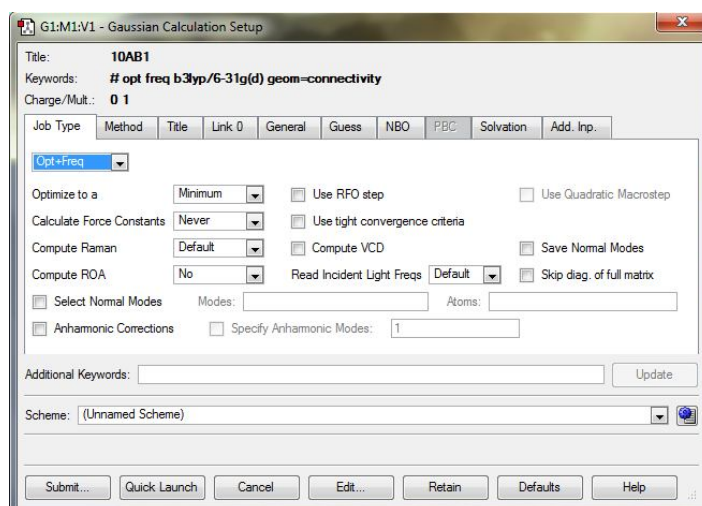 G1:M1:V1 - Gaussian Calculation Setup
Title: 10AB1
Keywords: # opt freq b3lyp/6-31g(d) geom=connectivity
Charge/Mult.: 0 1
Job Type Method Title Link 0 General Guess NBO PBC Solvation Add. Inp.
Opt+Freq
Optimize to a Minimum Use RFO step Use Quadratic Macrostep
Calculate Force Constants Never Use tight convergence criteria
Compute Raman Default Compute VCD Save Normal Modes
Compute ROA No Read Incident Light Freqs Default Skip diag. of full matrix
Select Normal Modes Modes: Atoms:
Anharmonic Corrections Specify Anharmonic Modes: 1
Additional Keywords: Update
Scheme: (Unnamed Scheme)
Submit... Quick Launch Cancel Edit... Retain Defaults Help